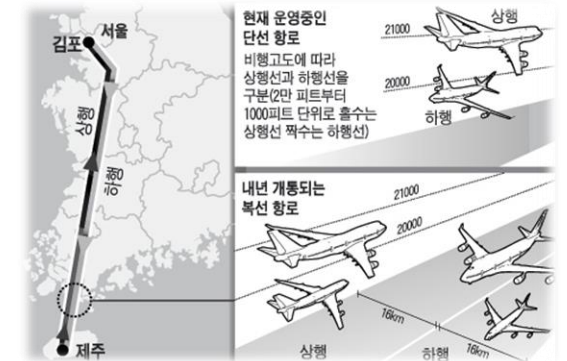 서울
김포
상행
하행
제주
현재 운영중인
단선 항로
비행고도에 따라
상행선과 하행선을
구분(2만 피트부터
1000피트 단위로 홀수는
상행선 짝수는 하행선)
21000
상행
20000
하행
내년 개통되는
복선 항로
21000
20000
16km
16km
상행
하행